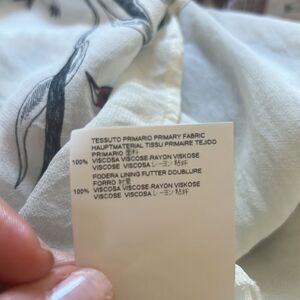 TESSUTO PRIMARIO PRIMARY FABRIC
HAUPTMATERIAL TISSU PRIMAIRE TEJIDO
PRIMARIO 面料
100% VISCOSA VISCOSE-RAYON VISKOSE
VISCOSE VISCOSA レーヨン 粘纤
FODERA LINING FUTTER DOUBLURE
FORRO 衬里
100% VISCOSA VISCOSE-RAYON VISKOSE
VISCOSE VISCOSA レーヨン 粘纤